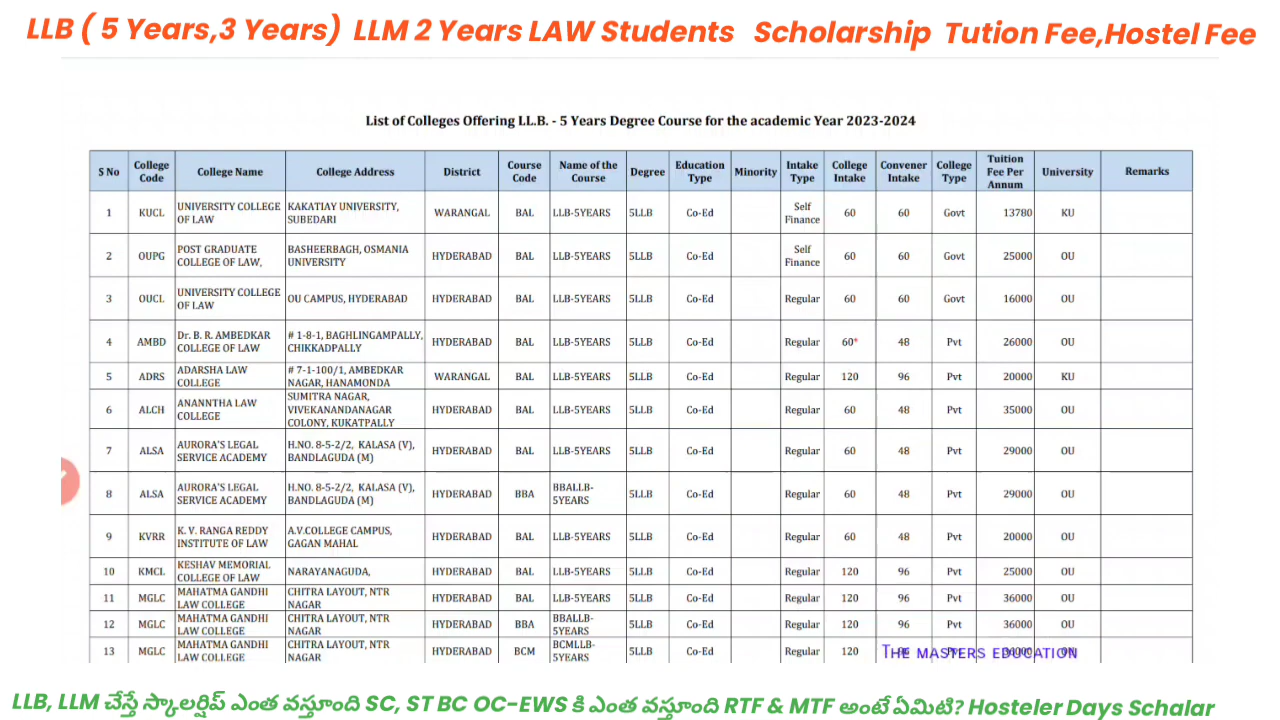 LLB ( 5 Years,3 Years) LLM 2 Years LAW Students Scholarship Tution Fee,Hostel Fee
List of Colleges Offering LL.B. - 5 Years Degree Course for the academic Year 2023-2024
S No College Code College Name College Address District Course Code Name of the Course Degree Education Type Minority Intake Type College Intake Convener Intake College Type Tuition Fee Per Annum University Remarks
1 KUCL UNIVERSITY COLLEGE OF LAW KAKATIAY UNIVERSITY, SUBEDARI WARANGAL BAL LLB-5YEARS 5LLB Co-Ed Self Finance 60 60 Govt 13780 KU
2 OUPG POST GRADUATE COLLEGE OF LAW, BASHEERBAGH, OSMANIA UNIVERSITY HYDERABAD BAL LLB-5YEARS 5LLB Co-Ed Self Finance 60 60 Govt 25000 OU
3 OUCL UNIVERSITY COLLEGE OF LAW OU CAMPUS, HYDERABAD HYDERABAD BAL LLB-5YEARS 5LLB Co-Ed Regular 60 60 Govt 16000 OU
4 AMBD Dr. B. R. AMBEDKAR COLLEGE OF LAW # 1-8-1, BAGHLINGAMPALLY, CHIKKADPALLY HYDERABAD BAL LLB-5YEARS 5LLB Co-Ed Regular 60* 48 Pvt 26000 OU
5 ADRS ADARSHA LAW COLLEGE # 7-1-100/1, AMBEDKAR NAGAR, HANAMONDA WARANGAL BAL LLB-5YEARS 5LLB Co-Ed Regular 120 96 Pvt 20000 KU
6 ALCH ANANNTHA LAW COLLEGE SUMITRA NAGAR, VIVEKANANDANAGAR COLONY, KUKATPALLY HYDERABAD BAL LLB-5YEARS 5LLB Co-Ed Regular 60 48 Pvt 35000 OU
7 ALSA AURORA'S LEGAL SERVICE ACADEMY H.NO. 8-5-2/2, KALASA (V), BANDLAGUDA (M) HYDERABAD BAL LLB-5YEARS 5LLB Co-Ed Regular 60 48 Pvt 29000 OU
8 ALSA AURORA'S LEGAL SERVICE ACADEMY H.NO. 8-5-2/2, KALASA (V), BANDLAGUDA (M) HYDERABAD BBA BBALLB-5YEARS 5LLB Co-Ed Regular 60 48 Pvt 29000 OU
9 KVRR K. V. RANGA REDDY INSTITUTE OF LAW A.V.COLLEGE CAMPUS, GAGAN MAHAL HYDERABAD BAL LLB-5YEARS 5LLB Co-Ed Regular 60 48 Pvt 20000 OU
10 KMCL KESHAV MEMORIAL COLLEGE OF LAW NARAYANAGUDA, HYDERABAD BAL LLB-5YEARS 5LLB Co-Ed Regular 120 96 Pvt 25000 OU
11 MGLC MAHATMA GANDHI LAW COLLEGE CHITRA LAYOUT, NTR NAGAR HYDERABAD BAL LLB-5YEARS 5LLB Co-Ed Regular 120 96 Pvt 36000 OU
12 MGLC MAHATMA GANDHI LAW COLLEGE CHITRA LAYOUT, NTR NAGAR HYDERABAD BBA BBALLB-5YEARS 5LLB Co-Ed Regular 120 96 Pvt 36000 OU
13 MGLC MAHATMA GANDHI LAW COLLEGE CHITRA LAYOUT, NTR NAGAR HYDERABAD BCM BCMLLB-5YEARS 5LLB Co-Ed Regular 120
THE MASTERS EDUCATION
LLB, LLM చేస్తే స్కాలర్షిప్ ఎంత వస్తూంది SC, ST BC OC-EWS కి ఎంత వస్తూంది RTF & MTF అంటే ఏమిటి? Hosteler Days Schalar